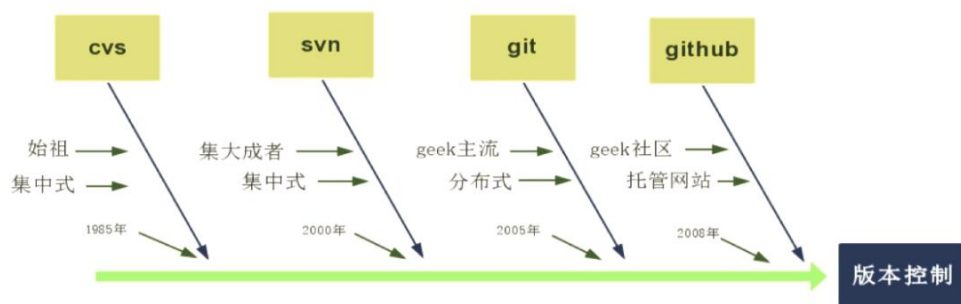 cvs
svn
git
github
始祖
集中式
1985年
集大成者
集中式
2000年
geek主流
分布式
2005年
geek社区
托管网站
2008年
版本控制